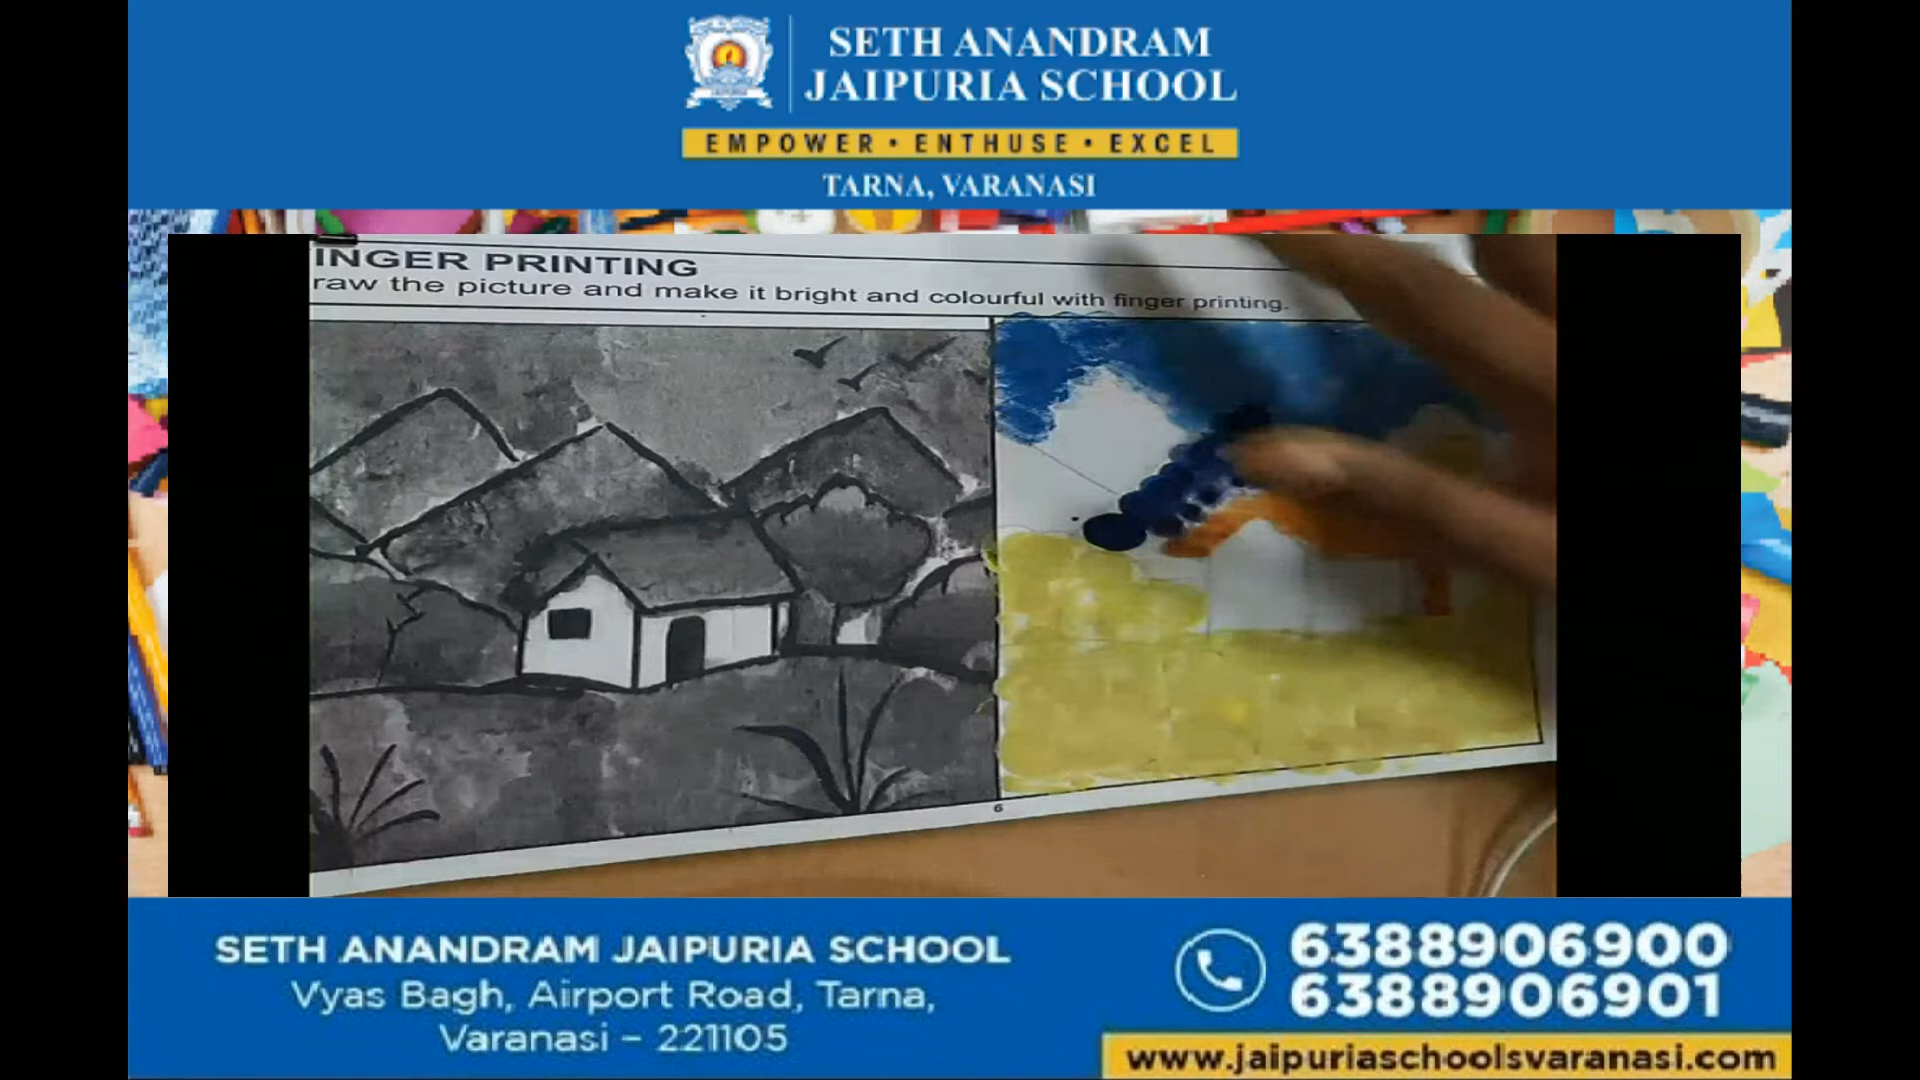 SETH ANANDRAM
JAIPURIA SCHOOL
EMPOWER • ENTHUSE • EXCEL
TARNA, VARANASI
INGER PRINTING
raw the picture and make it bright and colourful with finger printing.
6
SETH ANANDRAM JAIPURIA SCHOOL
Vyas Bagh, Airport Road, Tarna,
Varanasi – 221105
6388906900
6388906901
www.jaipuriaschoolsvaranasi.com